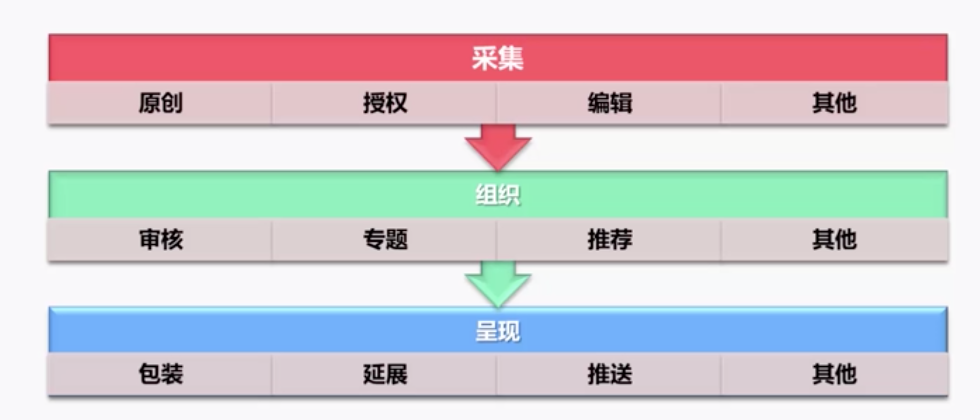 采集
原创 授权 编辑 其他
组织
审核 专题 推荐 其他
呈现
包装 延展 推送 其他